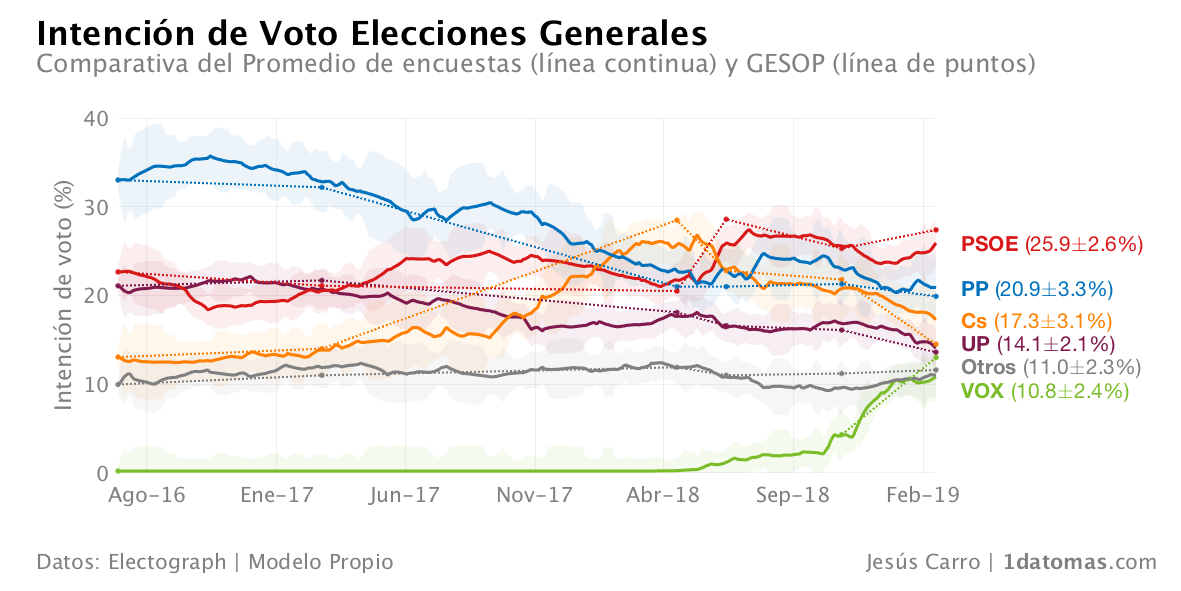 Intención de Voto Elecciones Generales
Comparativa del Promedio de encuestas (línea continua) y GESOP (línea de puntos)
Intención de voto (%)
40
30
20
10
0
Ago-16 Ene-17 Jun-17 Nov-17 Abr-18 Sep-18 Feb-19
PSOE (25.9±2.6%)
PP (20.9±3.3%)
Cs (17.3±3.1%)
UP (14.1±2.1%)
Otros (11.0±2.3%)
VOX (10.8±2.4%)
Datos: Electograph | Modelo Propio
Jesús Carro | 1datomas.com